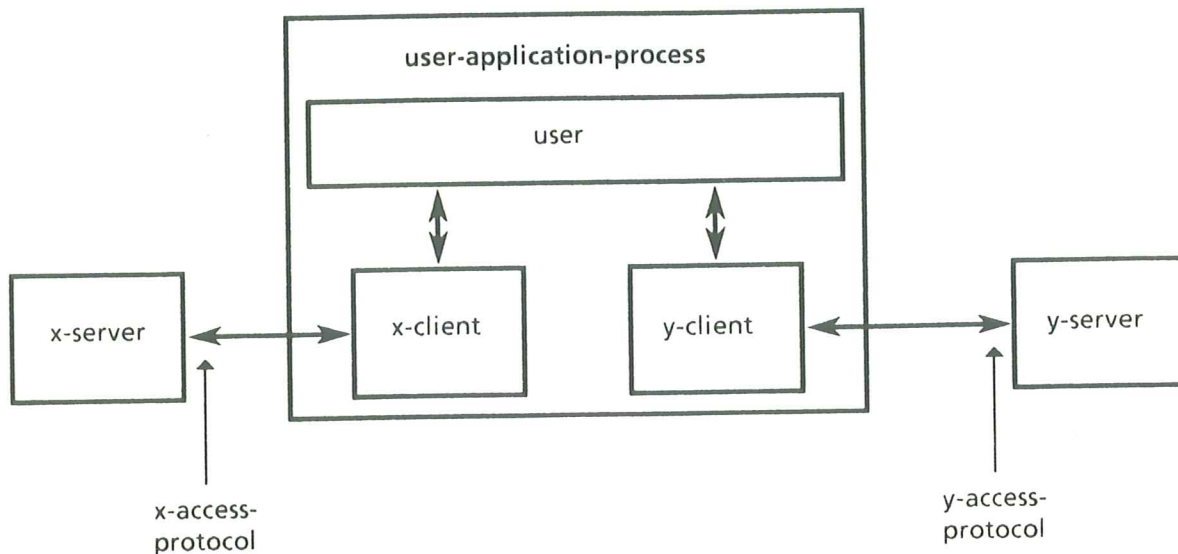 user-application-process
user
x-server
x-client
y-client
y-server
x-access-
protocol
y-access-
protocol